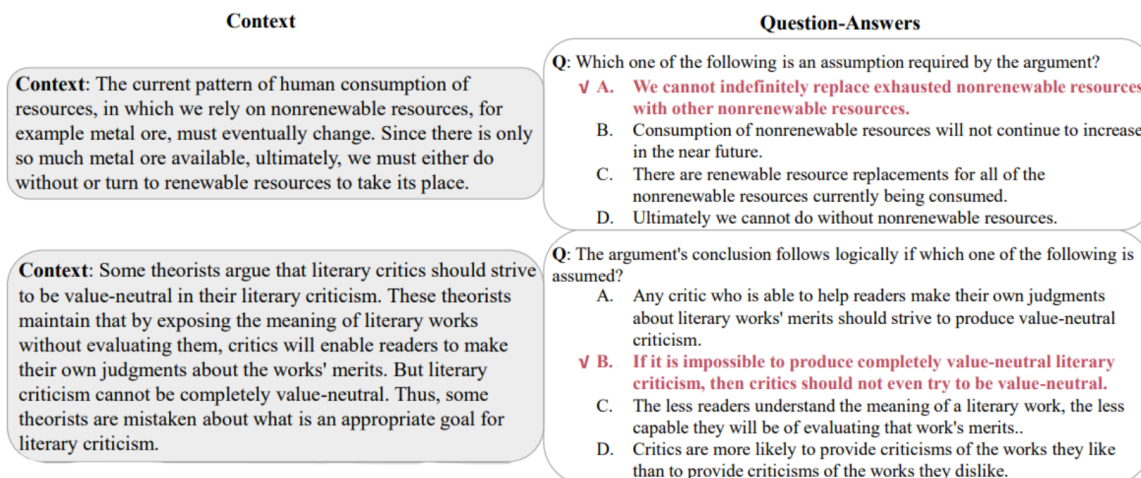 Context
Question-Answers
Context: The current pattern of human consumption of
resources, in which we rely on nonrenewable resources, for
example metal ore, must eventually change. Since there is only
so much metal ore available, ultimately, we must either do
without or turn to renewable resources to take its place.
Q: Which one of the following is an assumption required by the argument?
√ A. We cannot indefinitely replace exhausted nonrenewable resources
with other nonrenewable resources.
B. Consumption of nonrenewable resources will not continue to increase
in the near future.
C. There are renewable resource replacements for all of the
nonrenewable resources currently being consumed.
D. Ultimately we cannot do without nonrenewable resources.
Context: Some theorists argue that literary critics should strive
to be value-neutral in their literary criticism. These theorists
maintain that by exposing the meaning of literary works
without evaluating them, critics will enable readers to make
their own judgments about the works' merits. But literary
criticism cannot be completely value-neutral. Thus, some
theorists are mistaken about what is an appropriate goal for
literary criticism.
Q: The argument's conclusion follows logically if which one of the following is
assumed?
A. Any critic who is able to help readers make their own judgments
about literary works' merits should strive to produce value-neutral
criticism.
√ B. If it is impossible to produce completely value-neutral literary
criticism, then critics should not even try to be value-neutral.
C. The less readers understand the meaning of a literary work, the less
capable they will be of evaluating that work's merits..
D. Critics are more likely to provide criticisms of the works they like
than to provide criticisms of the works they dislike.